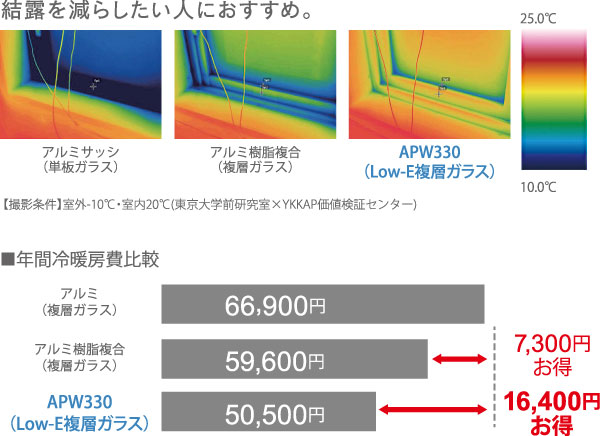 結露を減らしたい人におすすめ。
25.0℃
アルミサッシ
(単板ガラス)
アルミ樹脂複合
(複層ガラス)
APW330
(Low-E複層ガラス)
10.0℃
【撮影条件】室外-10℃・室内20℃(東京大学前研究室×YKKAP価値検証センター)
■年間冷暖房費比較
アルミ
(複層ガラス)
66,900円
アルミ樹脂複合
(複層ガラス)
59,600円
7,300円
お得
APW330
(Low-E複層ガラス)
50,500円
16,400円
お得